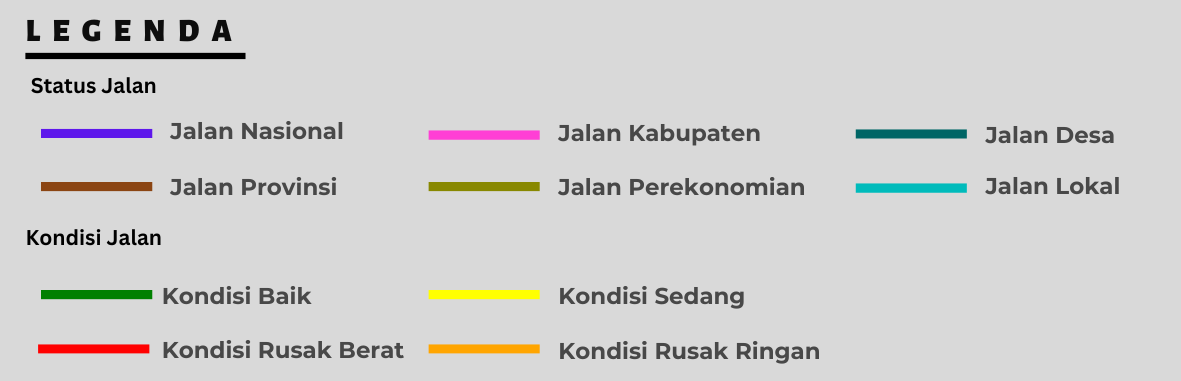 LEGENDA
Status Jalan
Jalan Nasional
Jalan Kabupaten
Jalan Desa
Jalan Provinsi
Jalan Perekonomian
Jalan Lokal
Kondisi Jalan
Kondisi Baik
Kondisi Sedang
Kondisi Rusak Berat
Kondisi Rusak Ringan